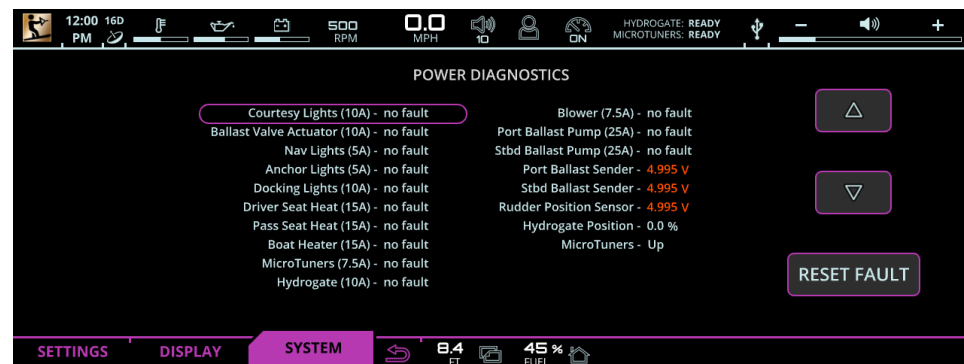 12:00 16D
PM
500
RPM
0.0
MPH
10
ON
HYDROGATE: READY
MICROTUNERS: READY
POWER DIAGNOSTICS
Courtesy Lights (10A) - no fault
Ballast Valve Actuator (10A) - no fault
Nav Lights (5A) - no fault
Anchor Lights (5A) - no fault
Docking Lights (10A) - no fault
Driver Seat Heat (15A) - no fault
Pass Seat Heat (15A) - no fault
Boat Heater (15A) - no fault
MicroTuners (7.5A) - no fault
Hydrogate (10A) - no fault
Blower (7.5A) - no fault
Port Ballast Pump (25A) - no fault
Stbd Ballast Pump (25A) - no fault
Port Ballast Sender - 4.995 V
Stbd Ballast Sender - 4.995 V
Rudder Position Sensor - 4.995 V
Hydrogate Position - 0.0 %
MicroTuners - Up
RESET FAULT
SETTINGS
DISPLAY
SYSTEM
8.4
FT
45 %
FUEL